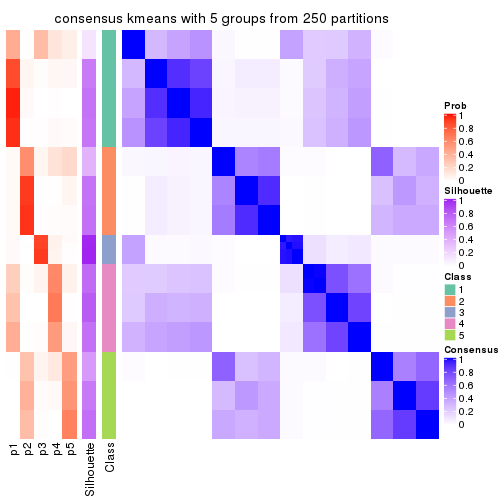 consensus kmeans with 5 groups from 250 partitions
p1
p2
p3
p4
p5
Silhouette
Class
Prob
1
0.8
0.6
0.4
0.2
0
Silhouette
1
0.8
0.6
0.4
0.2
0
Class
1
2
3
4
5
Consensus
1
0.8
0.6
0.4
0.2
0